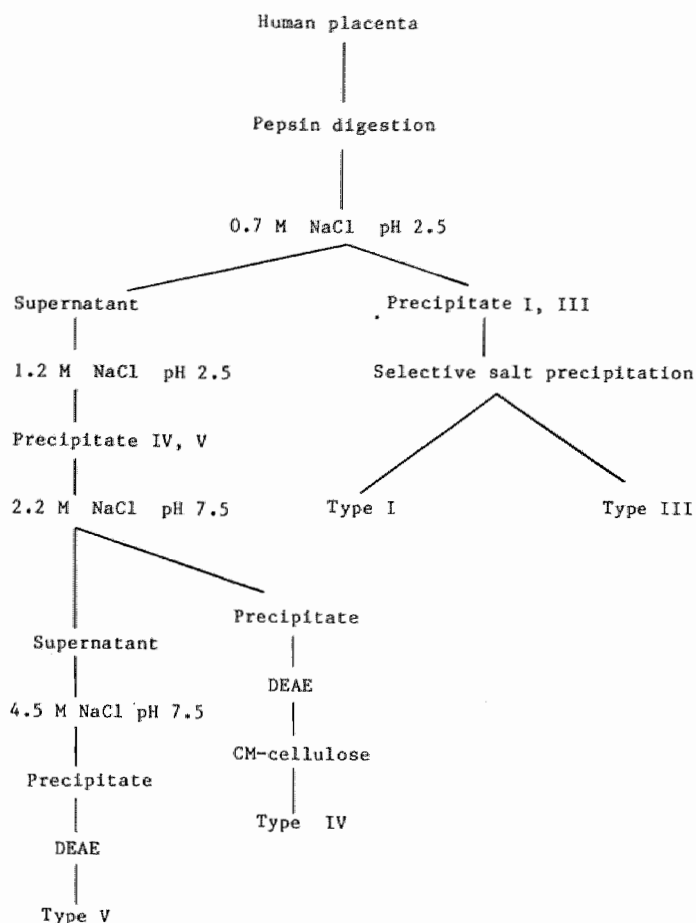 Human placenta
Pepsin digestion
0.7 M NaCl pH 2.5
Supernatant
Precipitate I, III
1.2 M NaCl pH 2.5
Selective salt precipitation
Precipitate IV, V
2.2 M NaCl pH 7.5
Type I
Type III
Precipitate
Supernatant
DEAE
4.5 M NaCl pH 7.5
CM-cellulose
Precipitate
Type IV
DEAE
Type V